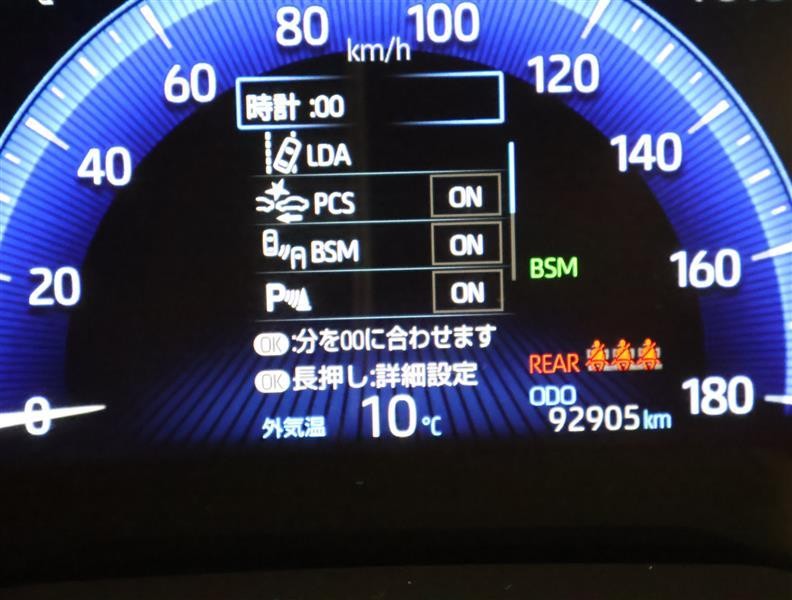 80
100
km/h
60
120
時計 :00
40
LDA
140
PCS ON
BSM ON
BSM
160
20
P ON
OK :分を00に合わせます
REAR
OK 長押し:詳細設定
ODO
180
0
外気温 10 ℃
92905 km